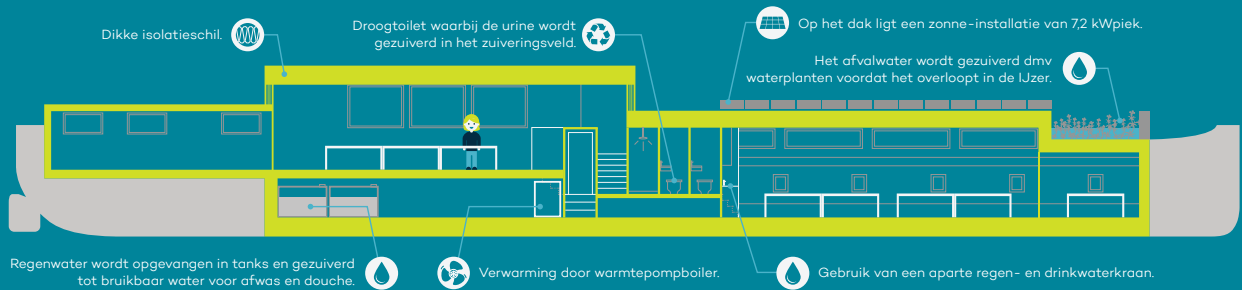 Dikke isolatieschil.
Droogtoilet waarbij de urine wordt
gezuiverd in het zuiveringsveld.
Op het dak ligt een zonne-installatie van 7,2 kWpiek.
Het afvalwater wordt gezuiverd dmv
waterplanten voordat het overloopt in de IJzer.
Regenwater wordt opgevangen in tanks en gezuiverd
tot bruikbaar water voor afwas en douche.
Verwarming door warmtepompboiler.
Gebruik van een aparte regen- en drinkwaterkraan.